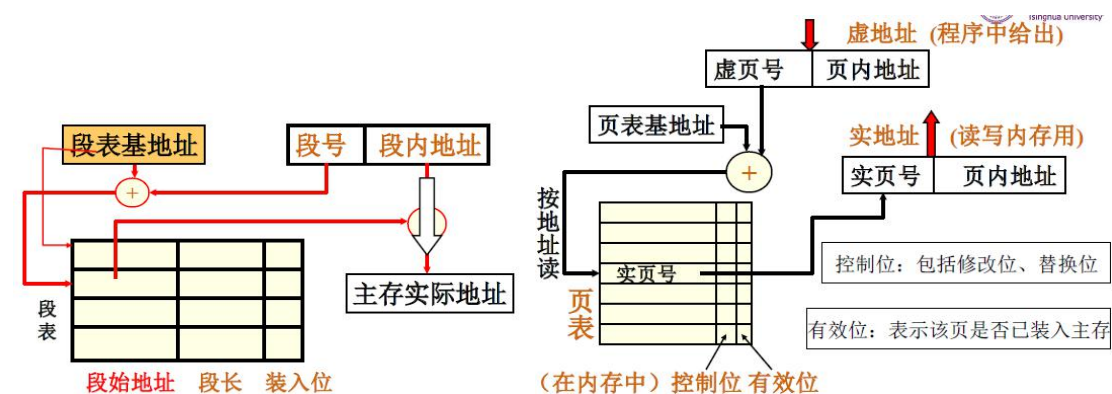 Tsinghua University
段表基地址
段号 段内地址
+
段表
主存实际地址
段始地址 段长 装入位
虚地址 (程序中给出)
虚页号 页内地址
页表基地址
+
实地址 (读写内存用)
实页号 页内地址
按地址读
实页号
页表
控制位：包括修改位、替换位
有效位：表示该页是否已装入主存
（在内存中）控制位 有效位